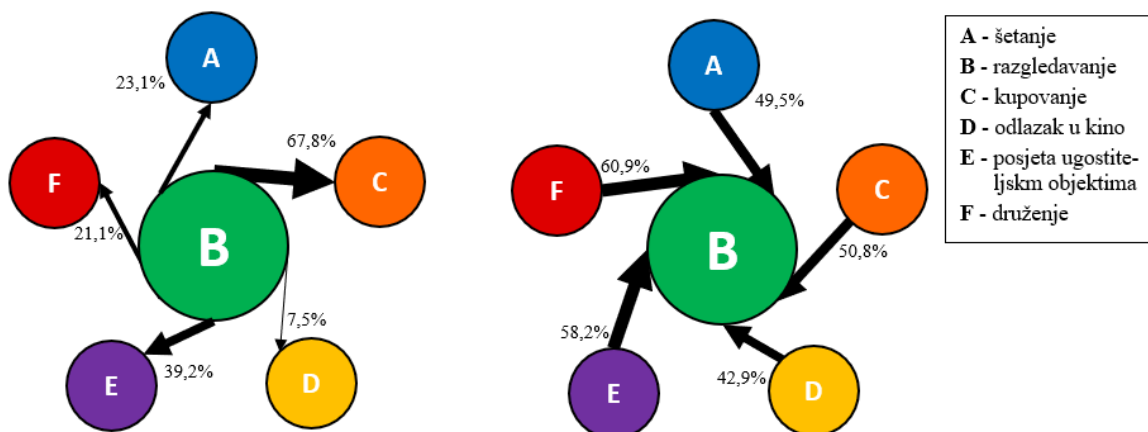 A
23,1%
67,8%
F
C
21,1%
B
7,5%
E
39,2%
D
A
49,5%
60,9%
F
C
50,8%
B
58,2%
E
42,9%
D
A - šetanje
B - razgledavanje
C - kupovanje
D - odlazak u kino
E - posjeta ugostite-
ljskm objektima
F - druženje